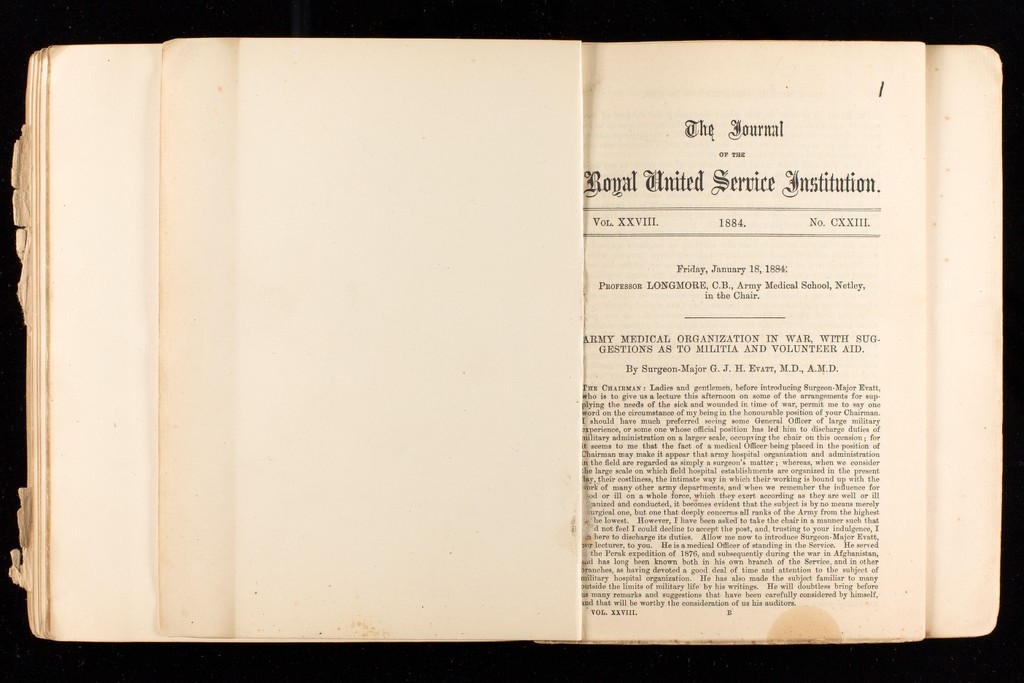 1
The Journal
OF THE
Royal United Service Institution.
VOL. XXVIII. 1884. No. CXXIII.
Friday, January 18, 1884.
PROFESSOR LONGMORE, C.B., Army Medical School, Netley,
in the Chair.
ARMY MEDICAL ORGANIZATION IN WAR, WITH SUG-
GESTIONS AS TO MILITIA AND VOLUNTEER AID.
By Surgeon-Major G. J. H. EVATT, M.D., A.M.D.
THE CHAIRMAN: Ladies and gentlemen, before introducing Surgeon-Major Evatt,
who is to give us a lecture this afternoon on some of the arrangements for sup-
plying the needs of the sick and wounded in time of war, permit me to say one
word on the circumstance of my being in the honourable position of your Chairman.
I should have much preferred seeing some General Officer of large military
experience, or some one whose official position has led him to discharge duties of
military administration on a larger scale, occupying the chair on this occasion; for
it seems to me that the fact of a medical Officer being placed in the position of
Chairman may make it appear that army hospital organization and administration
in the field are regarded as simply a surgeon's matter; whereas, when we consider
the large scale on which field hospital establishments are organized in the present
day, their costliness, the intimate way in which their working is bound up with the
work of many other army departments, and when we remember the influence for
od or ill on a whole force, which they exert according as they are well or ill
anized and conducted, it becomes evident that the subject is by no means merely
urgical one, but one that deeply concerns all ranks of the Army from the highest
he lowest. However, I have been asked to take the chair in a manner such that
d not feel I could decline to accept the post, and, trusting to your indulgence, I
here to discharge its duties. Allow me now to introduce Surgeon-Major Evatt,
our lecturer, to you. He is a medical Officer of standing in the Service. He served
the Perak expedition of 1876, and subsequently during the war in Afghanistan,
and has long been known both in his own branch of the Service, and in other
branches, as having devoted a good deal of time and attention to the subject of
military hospital organization. He has also made the subject familiar to many
outside the limits of military life by his writings. He will doubtless bring before
us many remarks and suggestions that have been carefully considered by himself,
and that will be worthy the consideration of us his auditors.
VOL. XXVIII. B